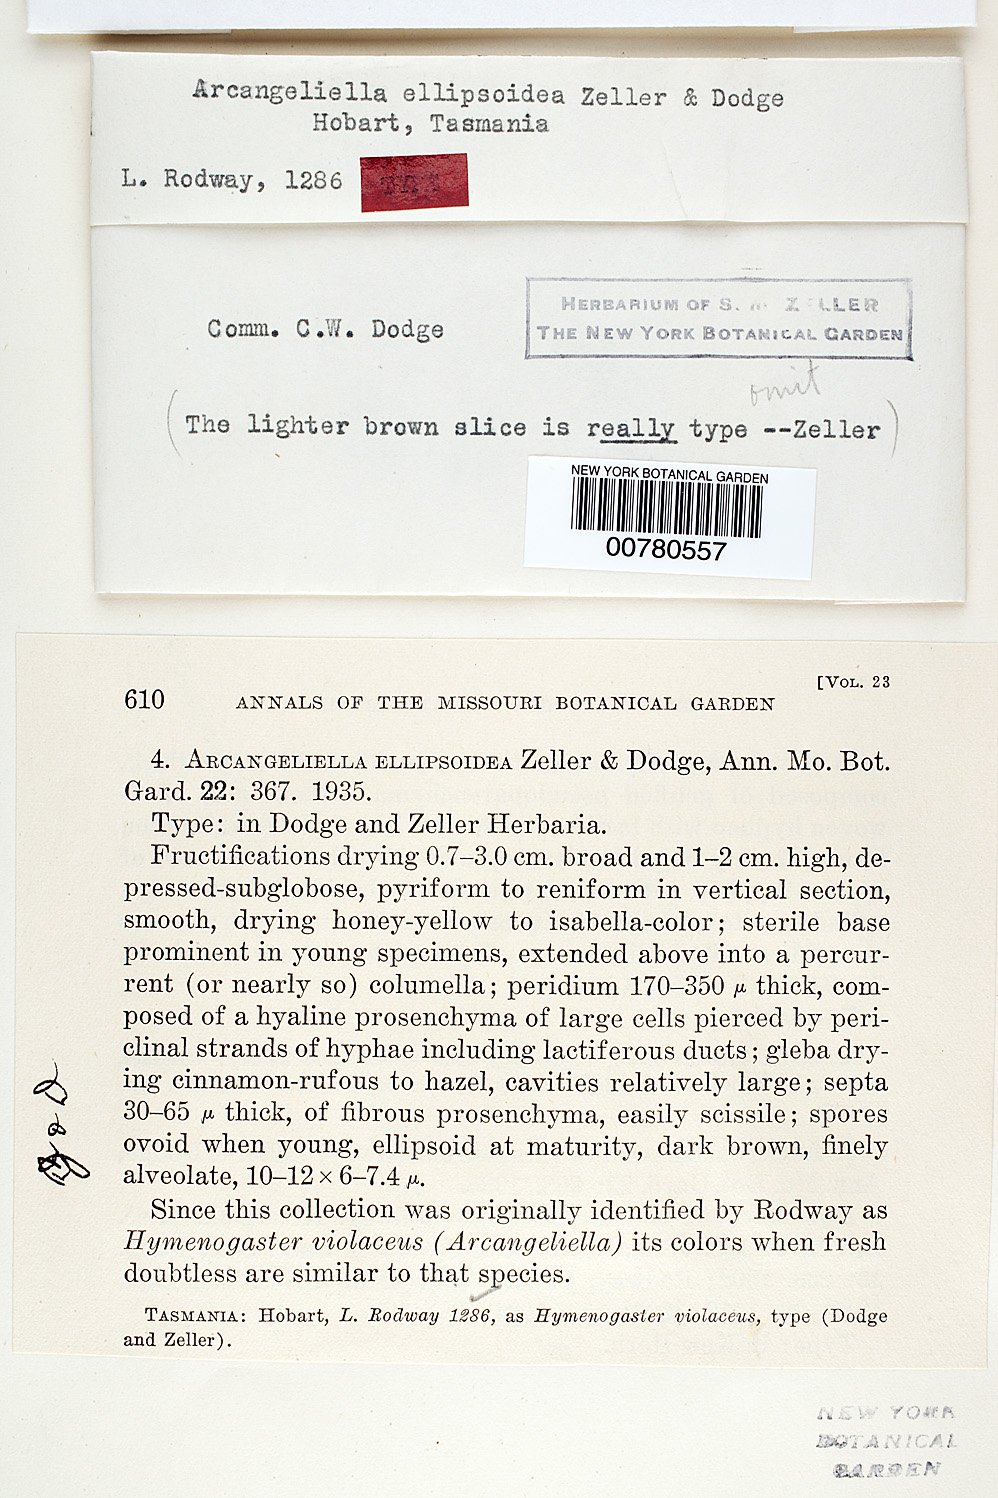 Arcangeliella ellipsoidea Zeller & Dodge
Hobart, Tasmania
L. Rodway, 1286
HERBARIUM OF S. M. ZELLER
THE NEW YORK BOTANICAL GARDEN
Comm. C.W. Dodge
omit
(The lighter brown slice is really type --Zeller)
NEW YORK BOTANICAL GARDEN
00780557
[VOL. 23
610 ANNALS OF THE MISSOURI BOTANICAL GARDEN
4. ARCANGELIELLA ELLIPSOIDEA Zeller & Dodge, Ann. Mo. Bot.
Gard. 22: 367. 1935.
Type: in Dodge and Zeller Herbaria.
Fructifications drying 0.7–3.0 cm. broad and 1–2 cm. high, de-
pressed-subglobose, pyriform to reniform in vertical section,
smooth, drying honey-yellow to isabella-color; sterile base
prominent in young specimens, extended above into a percur-
rent (or nearly so) columella; peridium 170–350 μ thick, com-
posed of a hyaline prosenchyma of large cells pierced by peri-
clinal strands of hyphae including lactiferous ducts; gleba dry-
ing cinnamon-rufous to hazel, cavities relatively large; septa
30–65 μ thick, of fibrous prosenchyma, easily scissile; spores
ovoid when young, ellipsoid at maturity, dark brown, finely
alveolate, 10–12 × 6–7.4 μ.
Since this collection was originally identified by Rodway as
Hymenogaster violaceus (Arcangeliella) its colors when fresh
doubtless are similar to that species.
TASMANIA: Hobart, L. Rodway 1286, as Hymenogaster violaceus, type (Dodge
and Zeller).
NEW YORK
BOTANICAL
GARDEN